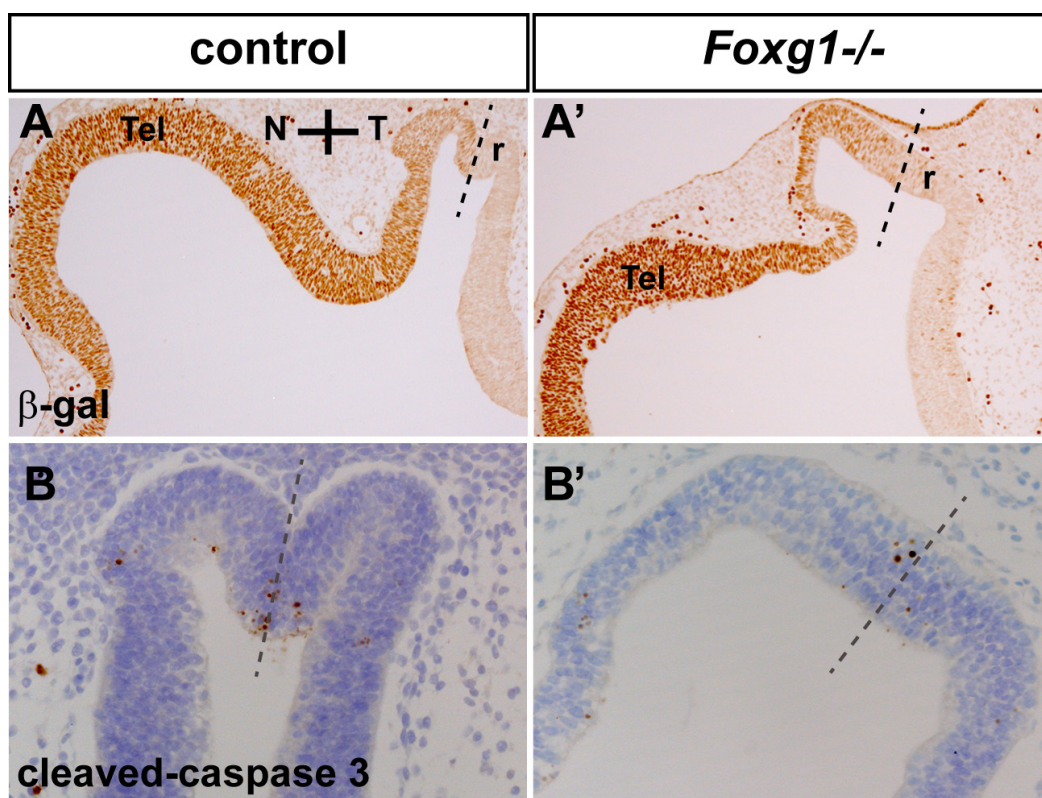 control
Foxg1-/-
A
Tel
N
T
r
β-gal
A’
Tel
r
B
cleaved-caspase 3
B’